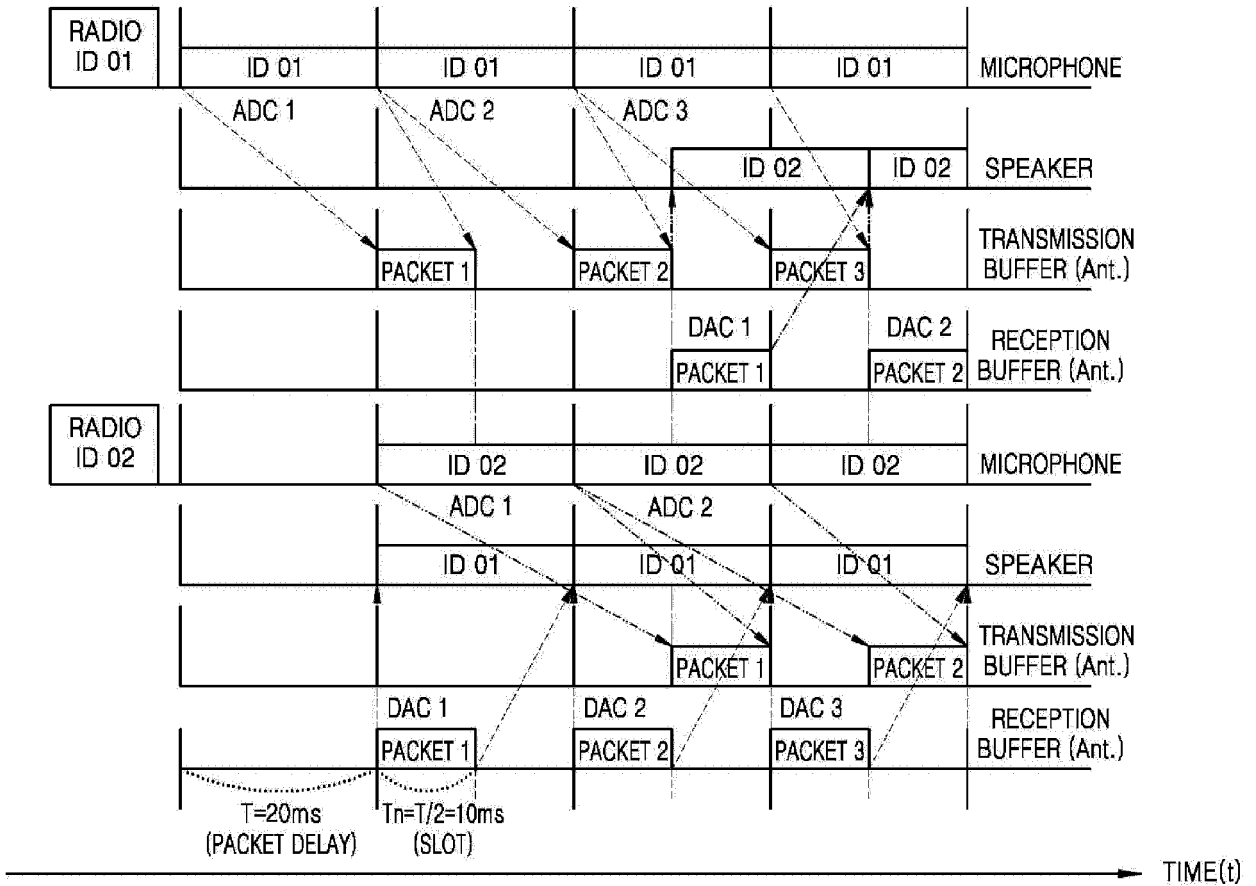 RADIO
ID 01
ID 01
ID 01
ID 01
ID 01
MICROPHONE
ADC 1
ADC 2
ADC 3
ID 02
ID 02
SPEAKER
PACKET 1
PACKET 2
PACKET 3
TRANSMISSION
BUFFER (Ant.)
DAC 1
DAC 2
PACKET 1
PACKET 2
RECEPTION
BUFFER (Ant.)
RADIO
ID 02
ID 02
ID 02
ID 02
MICROPHONE
ADC 1
ADC 2
ID 01
ID 01
ID 01
SPEAKER
PACKET 1
PACKET 2
TRANSMISSION
BUFFER (Ant.)
DAC 1
DAC 2
DAC 3
PACKET 1
PACKET 2
PACKET 3
RECEPTION
BUFFER (Ant.)
T=20ms
(PACKET DELAY)
Tn=T/2=10ms
(SLOT)
TIME(t)